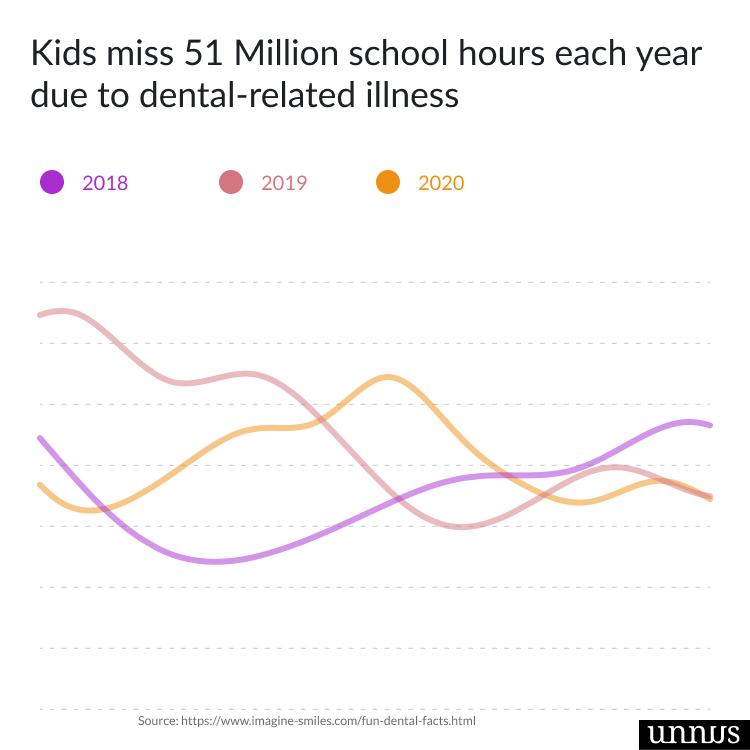 Kids miss 51 Million school hours each year
due to dental-related illness
2018 2019 2020
Source: https://www.imagine-smiles.com/fun-dental-facts.html
unnus